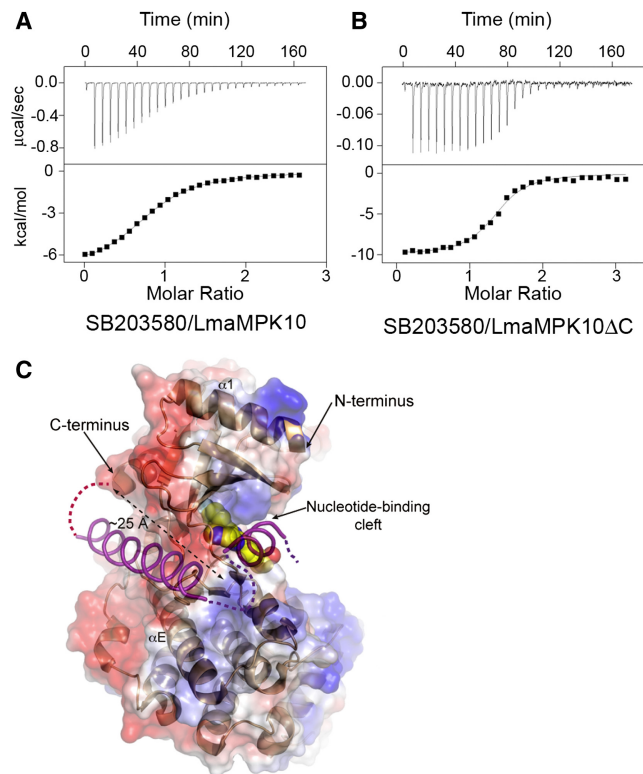 A
Time (min)
0 40 80 120 160
0.0
-0.4
-0.8
µcal/sec
0
-3
-6
kcal/mol
0 1 2 3
Molar Ratio
SB203580/LmaMPK10
B
Time (min)
0 40 80 120 160
0.00
-0.06
-0.10
0
-5
-10
0 1 2 3
Molar Ratio
SB203580/LmaMPK10ΔC
C
α1
N-terminus
C-terminus
Nucleotide-binding
cleft
~25 Å
αE